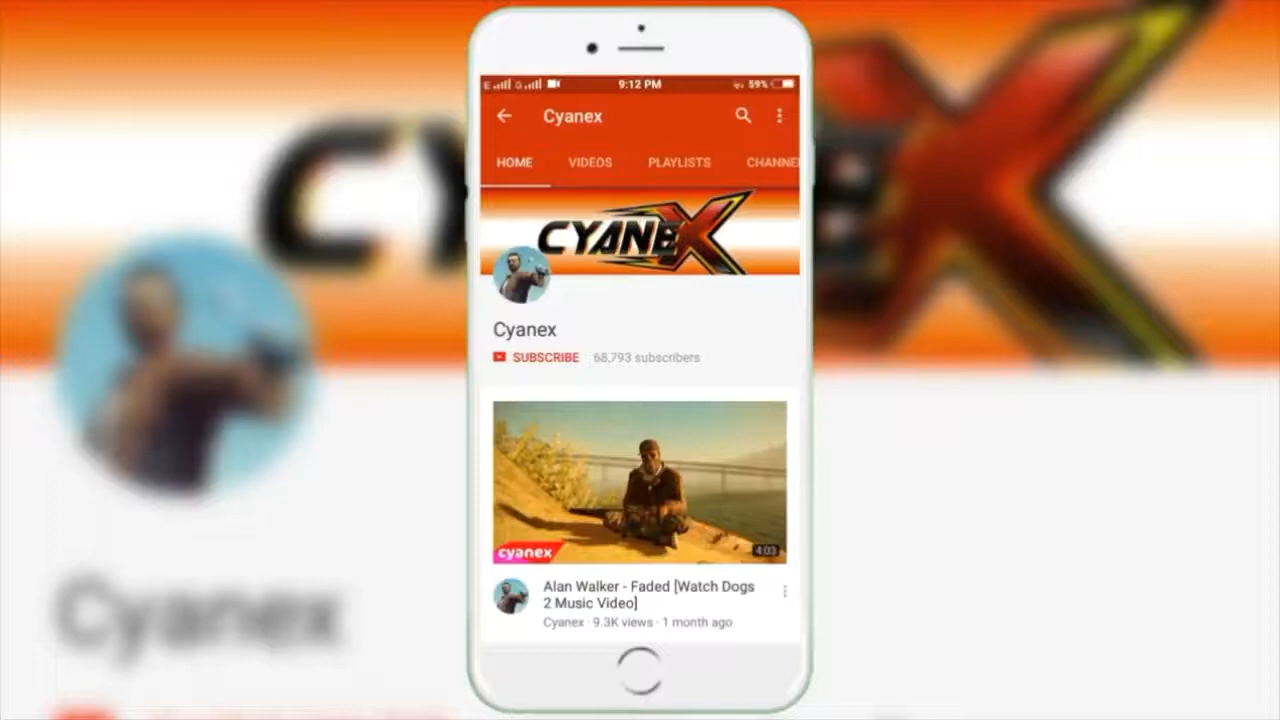 9:12 PM
59%
Cyanex
HOME VIDEOS PLAYLISTS CHANNE
CYANEX
Cyanex
SUBSCRIBE 68,793 subscribers
cyanex
4:03
Alan Walker - Faded [Watch Dogs
2 Music Video]
Cyanex · 9.3K views · 1 month ago
Cyanex